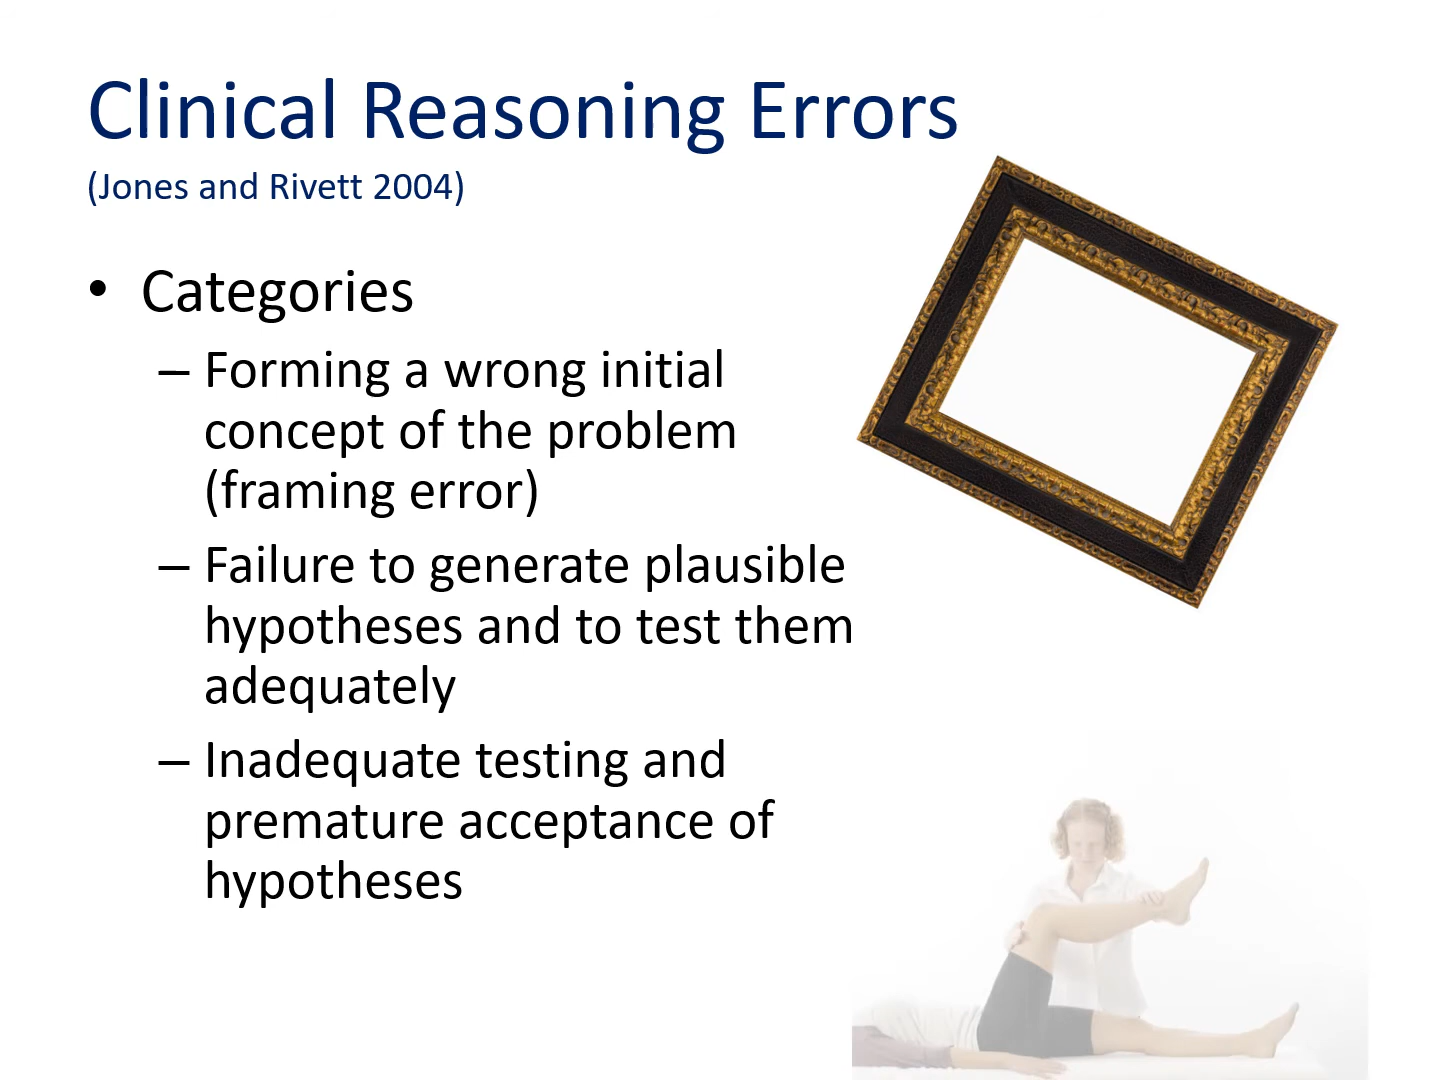 Clinical Reasoning Errors
(Jones and Rivett 2004)
• Categories
– Forming a wrong initial
concept of the problem
(framing error)
– Failure to generate plausible
hypotheses and to test them
adequately
– Inadequate testing and
premature acceptance of
hypotheses